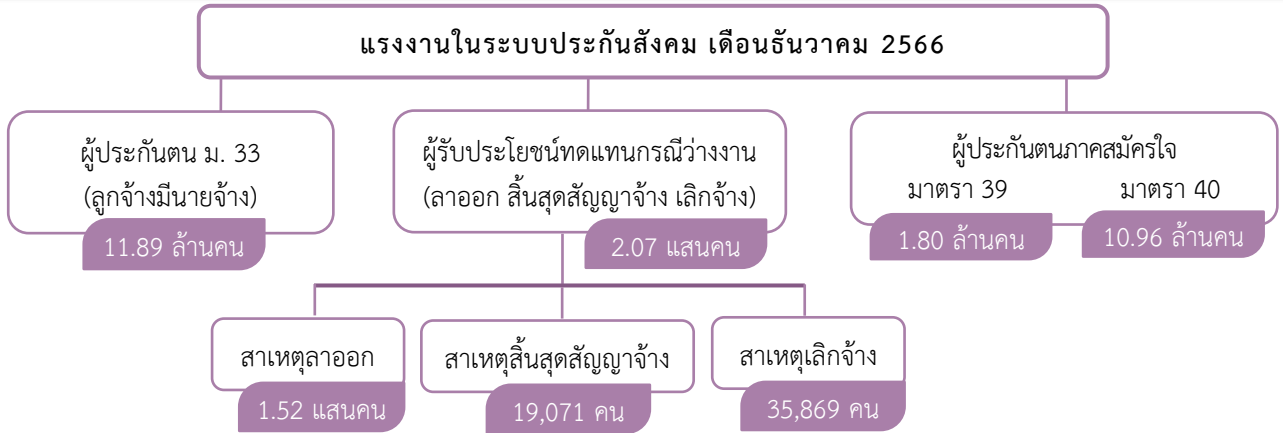 แรงงานในระบบประกันสังคม เดือนธันวาคม 2566
ผู้ประกันตน ม. 33
(ลูกจ้างมีนายจ้าง)
11.89 ล้านคน
ผู้รับประโยชน์ทดแทนกรณีว่างงาน
(ลาออก สิ้นสุดสัญญาจ้าง เลิกจ้าง)
2.07 แสนคน
ผู้ประกันตนภาคสมัครใจ
มาตรา 39 มาตรา 40
1.80 ล้านคน 10.96 ล้านคน
สาเหตุลาออก
1.52 แสนคน
สาเหตุสิ้นสุดสัญญาจ้าง
19,071 คน
สาเหตุเลิกจ้าง
35,869 คน